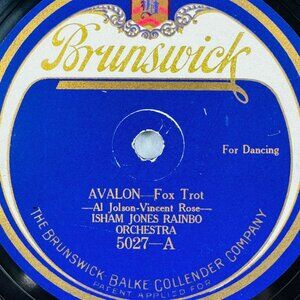 B
Brunswick
For Dancing
AVALON—Fox Trot
—Al Jolson-Vincent Rose—
ISHAM JONES RAINBO
ORCHESTRA
5027—A
THE BRUNSWICK BALKE COLLENDER COMPANY
PATENT APPLIED FOR